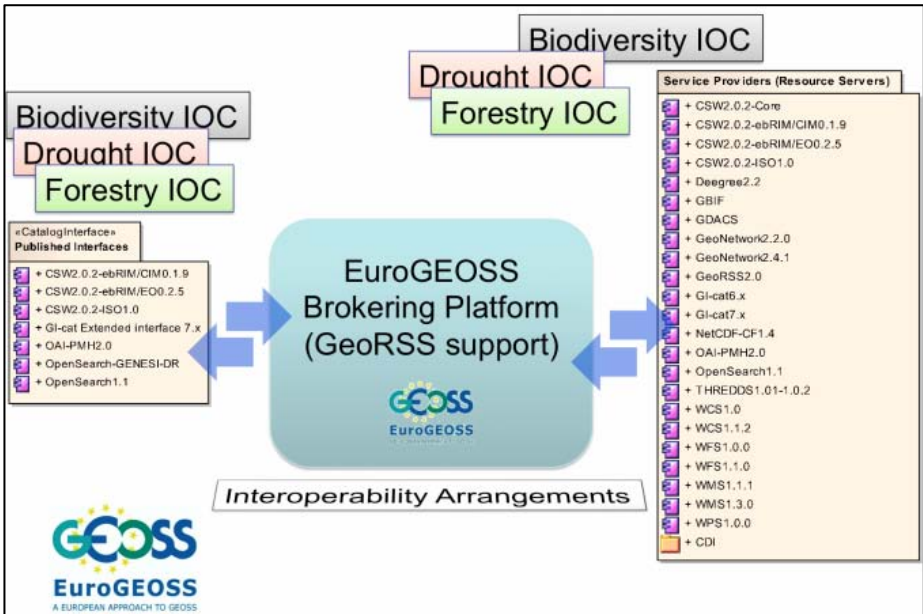 Biodiversity IOC
Drought IOC
Forestry IOC
Biodiversity IOC
Drought IOC
Forestry IOC
«CatalogInterface»
Published Interfaces
+ CSW2.0.2-ebRIM/CIM0.1.9
+ CSW2.0.2-ebRIM/EO0.2.5
+ CSW2.0.2-ISO1.0
+ GI-cat Extended interface 7.x
+ OAI-PMH2.0
+ OpenSearch-GENESI-DR
+ OpenSearch1.1
EuroGEOSS
Brokering Platform
(GeoRSS support)
GEOSS
EuroGEOSS
Interoperability Arrangements
Service Providers (Resource Servers)
+ CSW2.0.2-Core
+ CSW2.0.2-ebRIM/CIM0.1.9
+ CSW2.0.2-ebRIM/EO0.2.5
+ CSW2.0.2-ISO1.0
+ Deegree2.2
+ GBIF
+ GDACS
+ GeoNetwork2.2.0
+ GeoNetwork2.4.1
+ GeoRSS2.0
+ GI-cat6.x
+ GI-cat7.x
+ NetCDF-CF1.4
+ OAI-PMH2.0
+ OpenSearch1.1
+ THREDDS1.01-1.0.2
+ WCS1.0
+ WCS1.1.2
+ WFS1.0.0
+ WFS1.1.0
+ WMS1.1.1
+ WMS1.3.0
+ WPS1.0.0
+ CDI
GEOSS
EuroGEOSS
A EUROPEAN APPROACH TO GEOSS